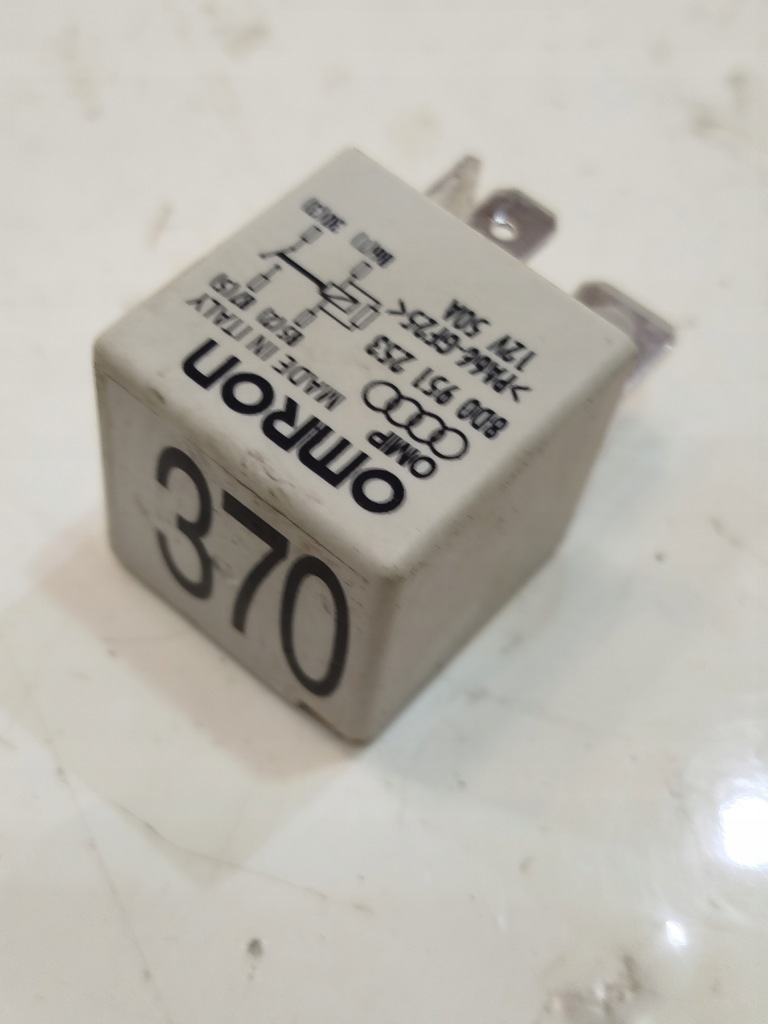 370
omron
OMP MADE IN ITALY
8D0 951 253
>PA66-GF25<
12V 50A